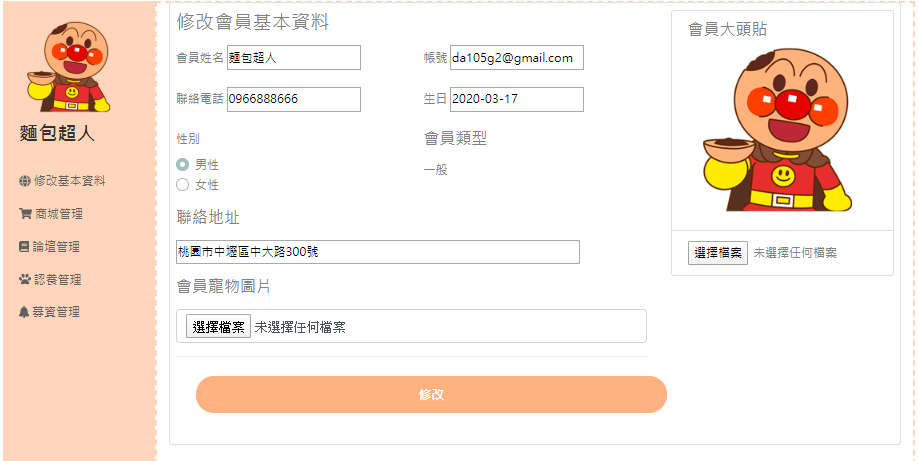 麵包超人
修改基本資料
商城管理
論壇管理
認養管理
募資管理
修改會員基本資料
會員姓名 麵包超人 帳號 da105g2@gmail.com
聯絡電話 0966888666 生日 2020-03-17
性別 會員類型
男性 一般
女性
聯絡地址
桃園市中壢區中大路300號
會員寵物圖片
選擇檔案 未選擇任何檔案
修改
會員大頭貼
選擇檔案 未選擇任何檔案